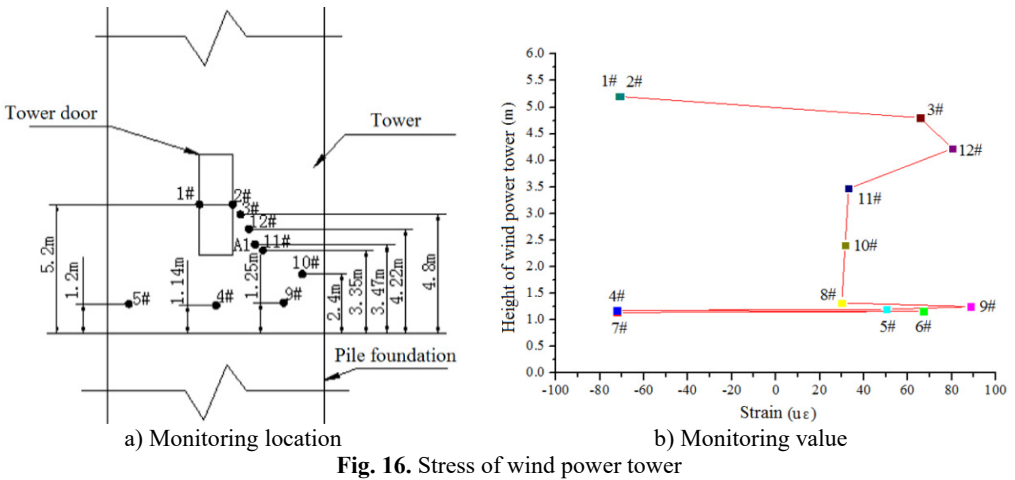 Tower door
Tower
1#
2#
3#
12#
A1
11#
10#
9#
4#
5#
5.2m
1.2m
1.14m
1.25m
2.4m
3.35m
3.47m
4.22m
4.8m
Pile foundation
a) Monitoring location
Height of wind power tower (m)
6.0
5.5
5.0
4.5
4.0
3.5
3.0
2.5
2.0
1.5
1.0
0.5
0.0
1# 2#
3#
12#
11#
10#
8#
9#
4#
7#
5#
6#
-100 -80 -60 -40 -20 0 20 40 60 80 100
Strain (uε)
b) Monitoring value
Fig. 16. Stress of wind power tower